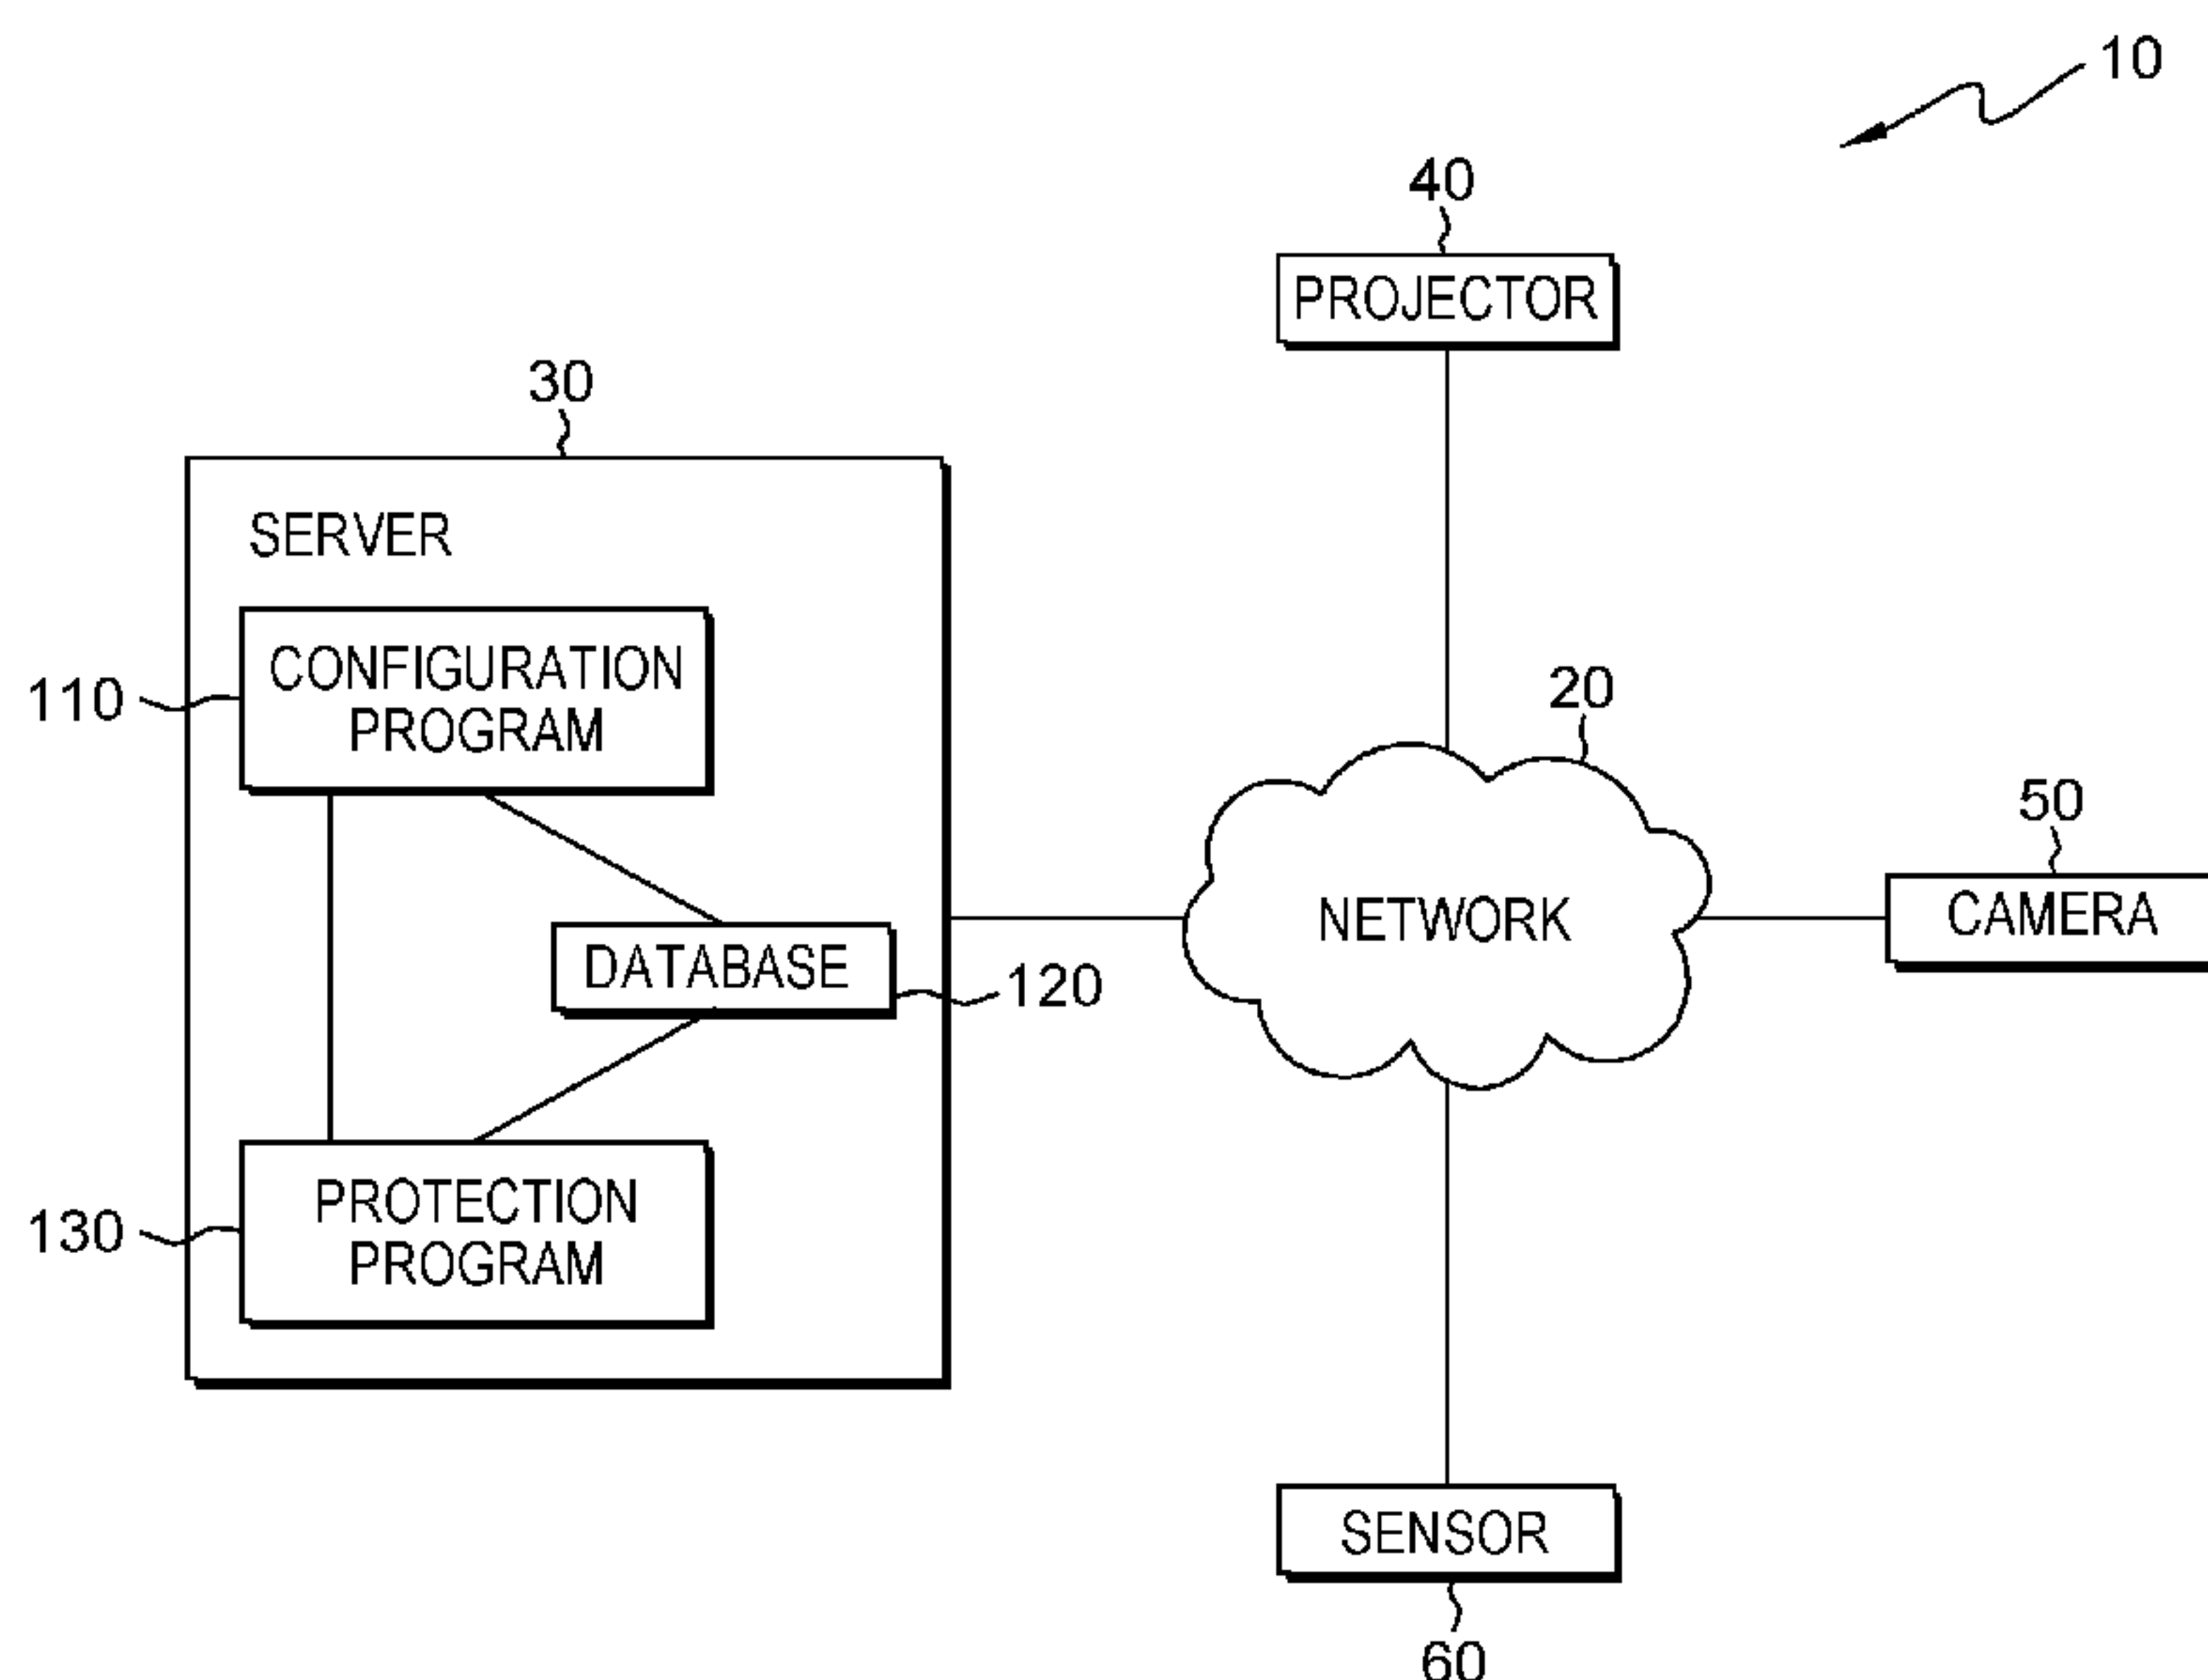 10
40
PROJECTOR
30
SERVER
CONFIGURATION
PROGRAM
110
20
50
NETWORK
CAMERA
DATABASE
120
PROTECTION
PROGRAM
130
SENSOR
60